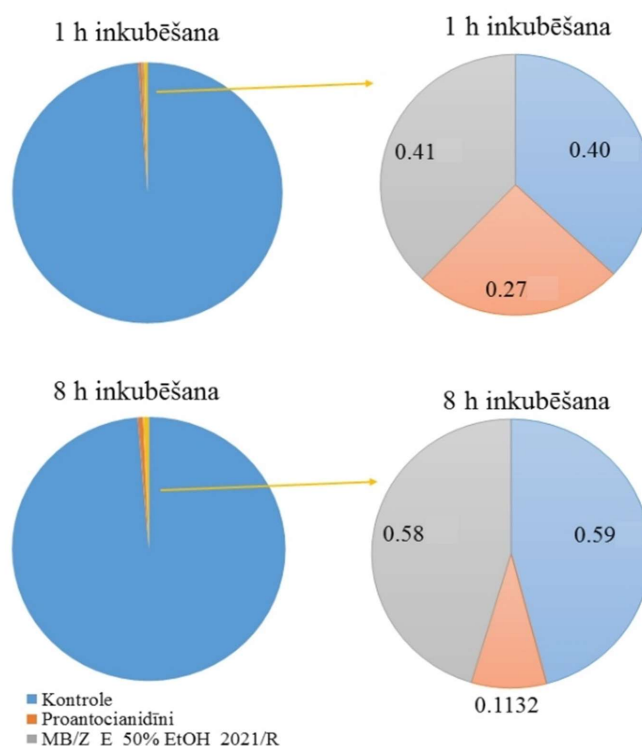 1 h inkubēšana
1 h inkubēšana
0.41
0.40
0.27
8 h inkubēšana
8 h inkubēšana
0.58
0.59
0.1132
Kontrole
Proantocianidīni
MB/Z E 50% EtOH 2021/R